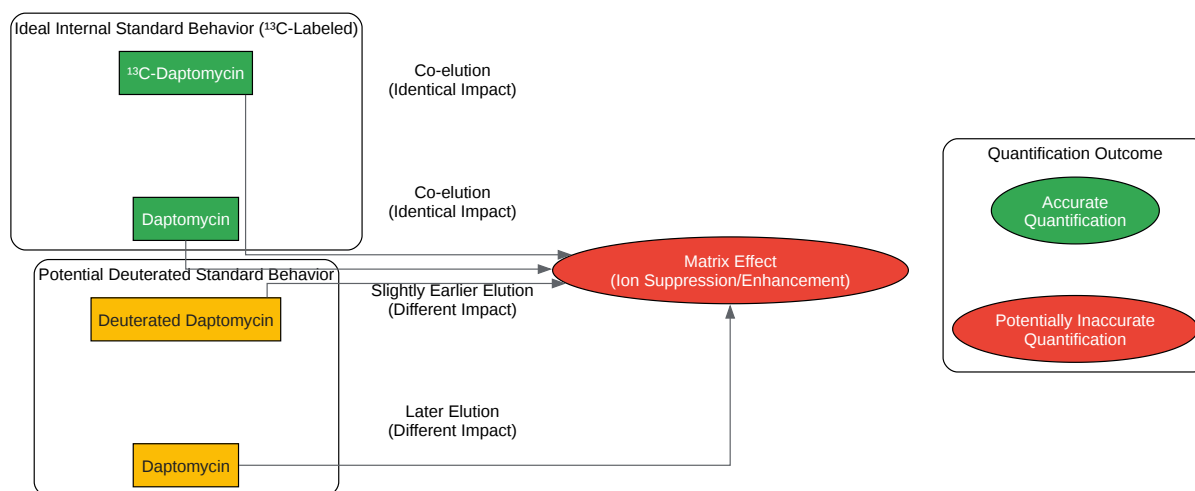 Ideal Internal Standard Behavior (¹³C-Labeled)
¹³C-Daptomycin
Co-elution
(Identical Impact)
Daptomycin
Co-elution
(Identical Impact)
Potential Deuterated Standard Behavior
Deuterated Daptomycin
Slightly Earlier Elution
(Different Impact)
Daptomycin
Later Elution
(Different Impact)
Matrix Effect
(Ion Suppression/Enhancement)
Quantification Outcome
Accurate
Quantification
Potentially Inaccurate
Quantification